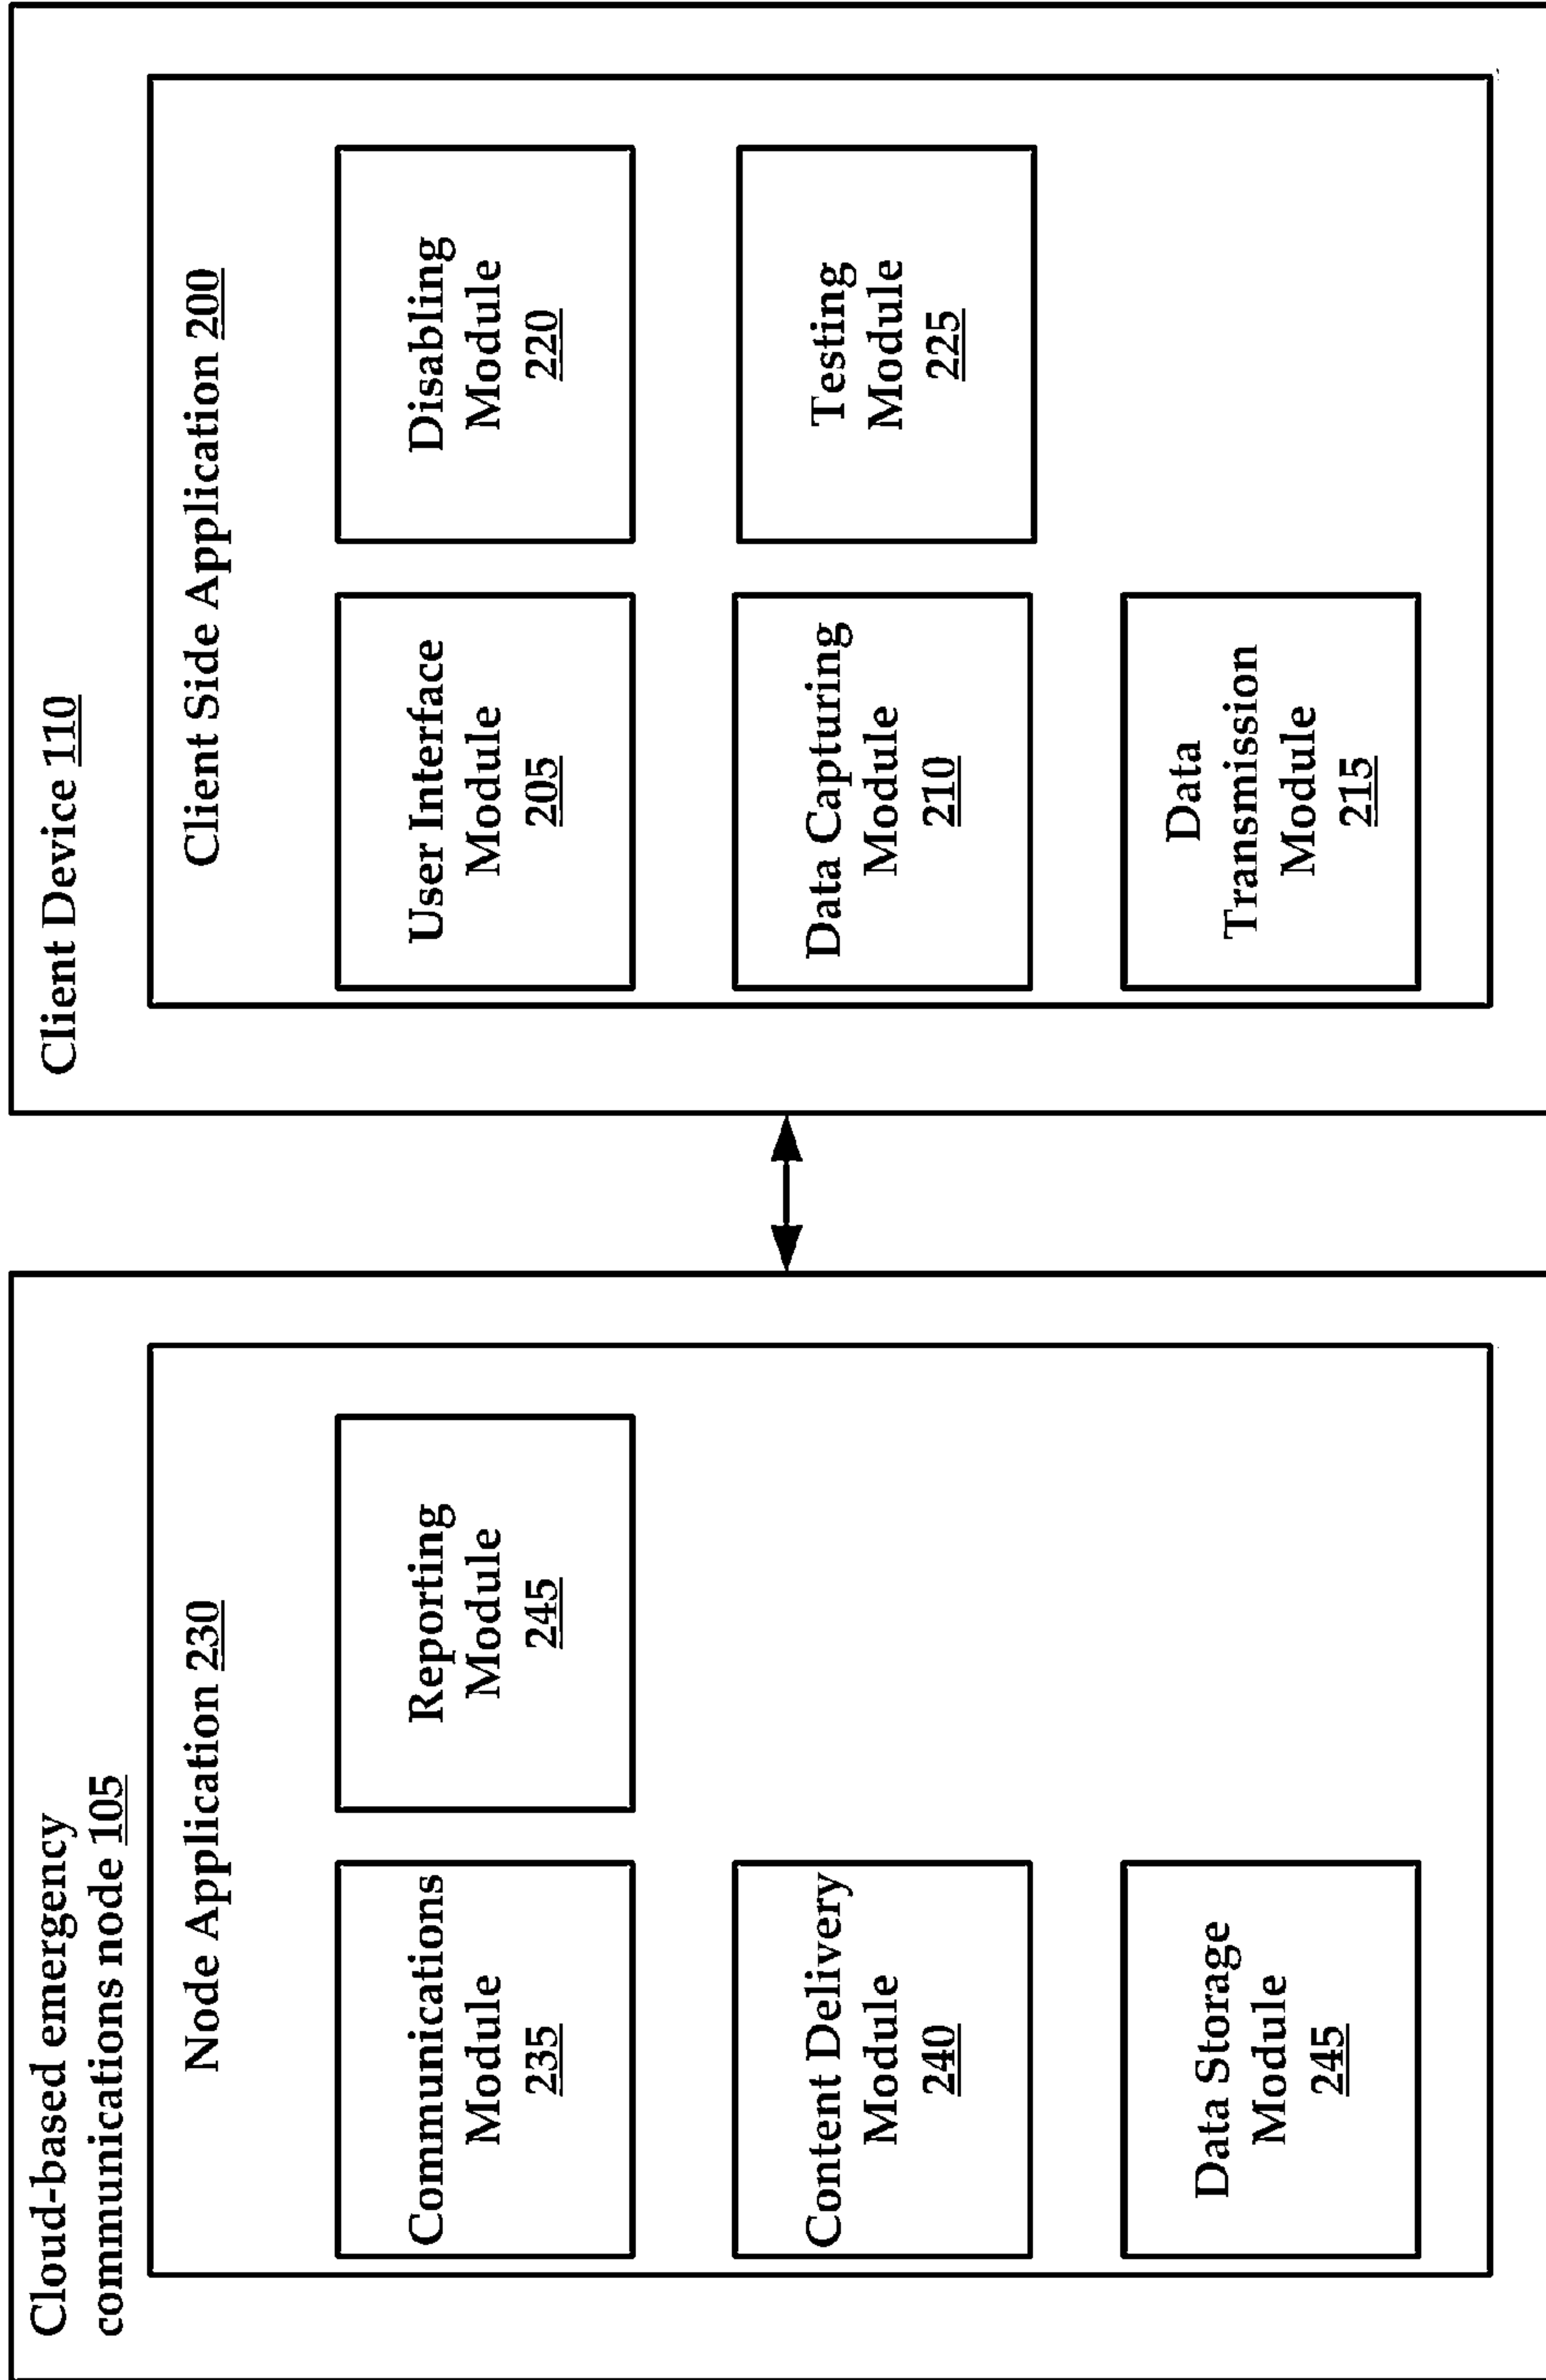 Cloud-based emergency
communications node 105
Node Application 230
Communications
Module
235
Reporting
Module
245
Content Delivery
Module
240
Data Storage
Module
245
Client Device 110
Client Side Application 200
User Interface
Module
205
Disabling
Module
220
Data Capturing
Module
210
Testing
Module
225
Data
Transmission
Module
215